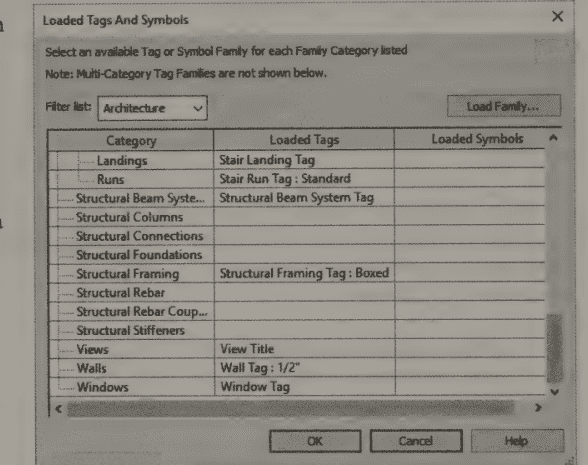 Loaded Tags And Symbols
Select an available Tag or Symbol Family for each Family Category listed
Note: Multi-Category Tag Families are not shown below.
Filter list: Architecture Load Family...
Category Loaded Tags Loaded Symbols
Landings Stair Landing Tag
Runs Stair Run Tag : Standard
Structural Beam Syste... Structural Beam System Tag
Structural Columns
Structural Connections
Structural Foundations
Structural Framing Structural Framing Tag : Boxed
Structural Rebar
Structural Rebar Coup...
Structural Stiffeners
Views View Title
Walls Wall Tag : 1/2"
Windows Window Tag
OK Cancel Help